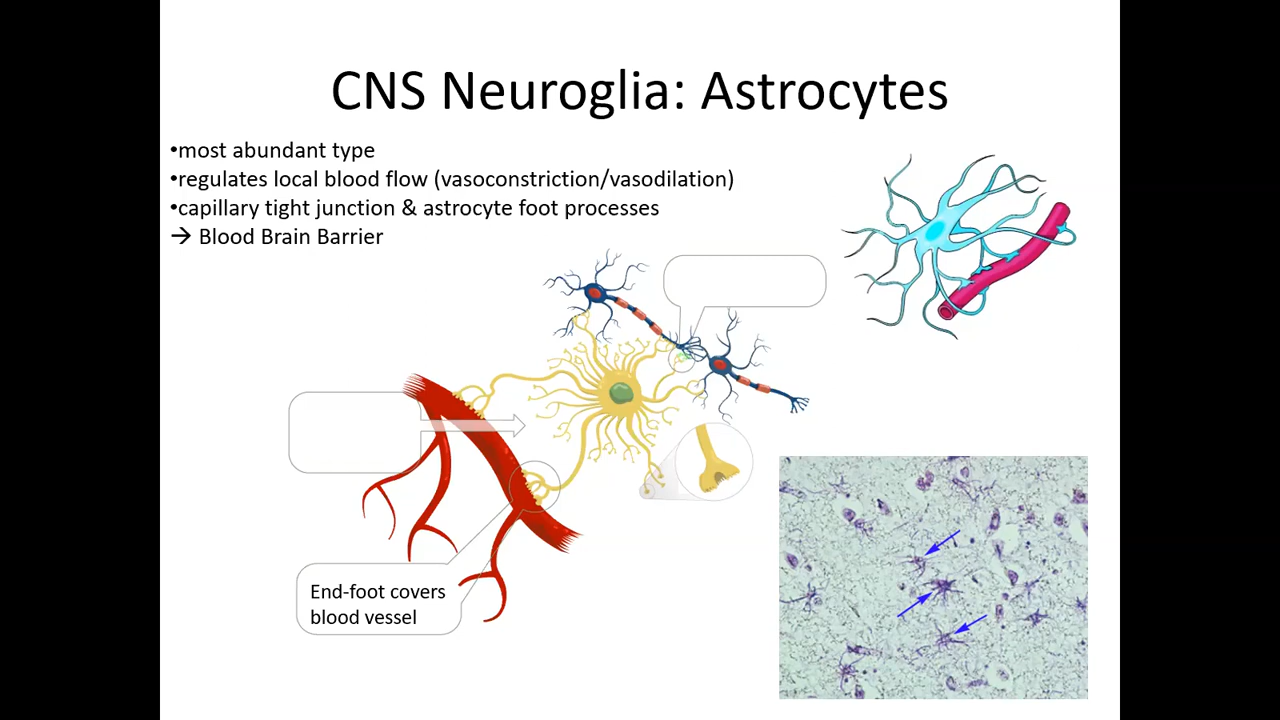 CNS Neuroglia: Astrocytes
•most abundant type
•regulates local blood flow (vasoconstriction/vasodilation)
•capillary tight junction & astrocyte foot processes
→ Blood Brain Barrier
End-foot covers
blood vessel